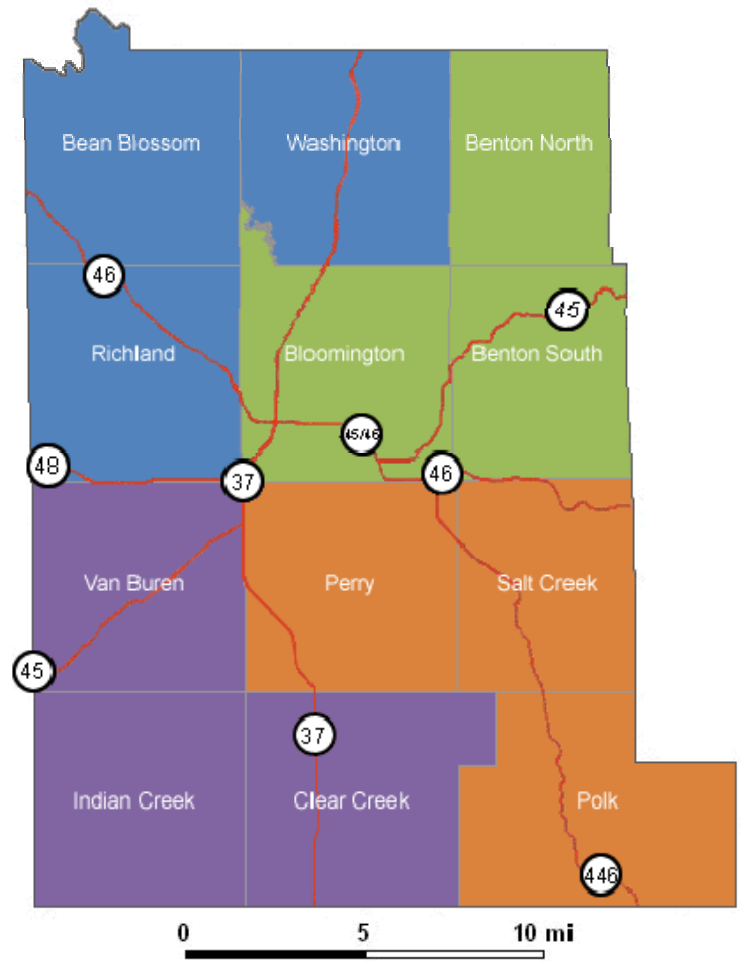 Bean Blossom
Washington
Benton North
46
45
Richland
Bloomington
Benton South
45/46
48
37
46
Van Buren
Perry
Salt Creek
45
37
Indian Creek
Clear Creek
Polk
446
0 5 10 mi